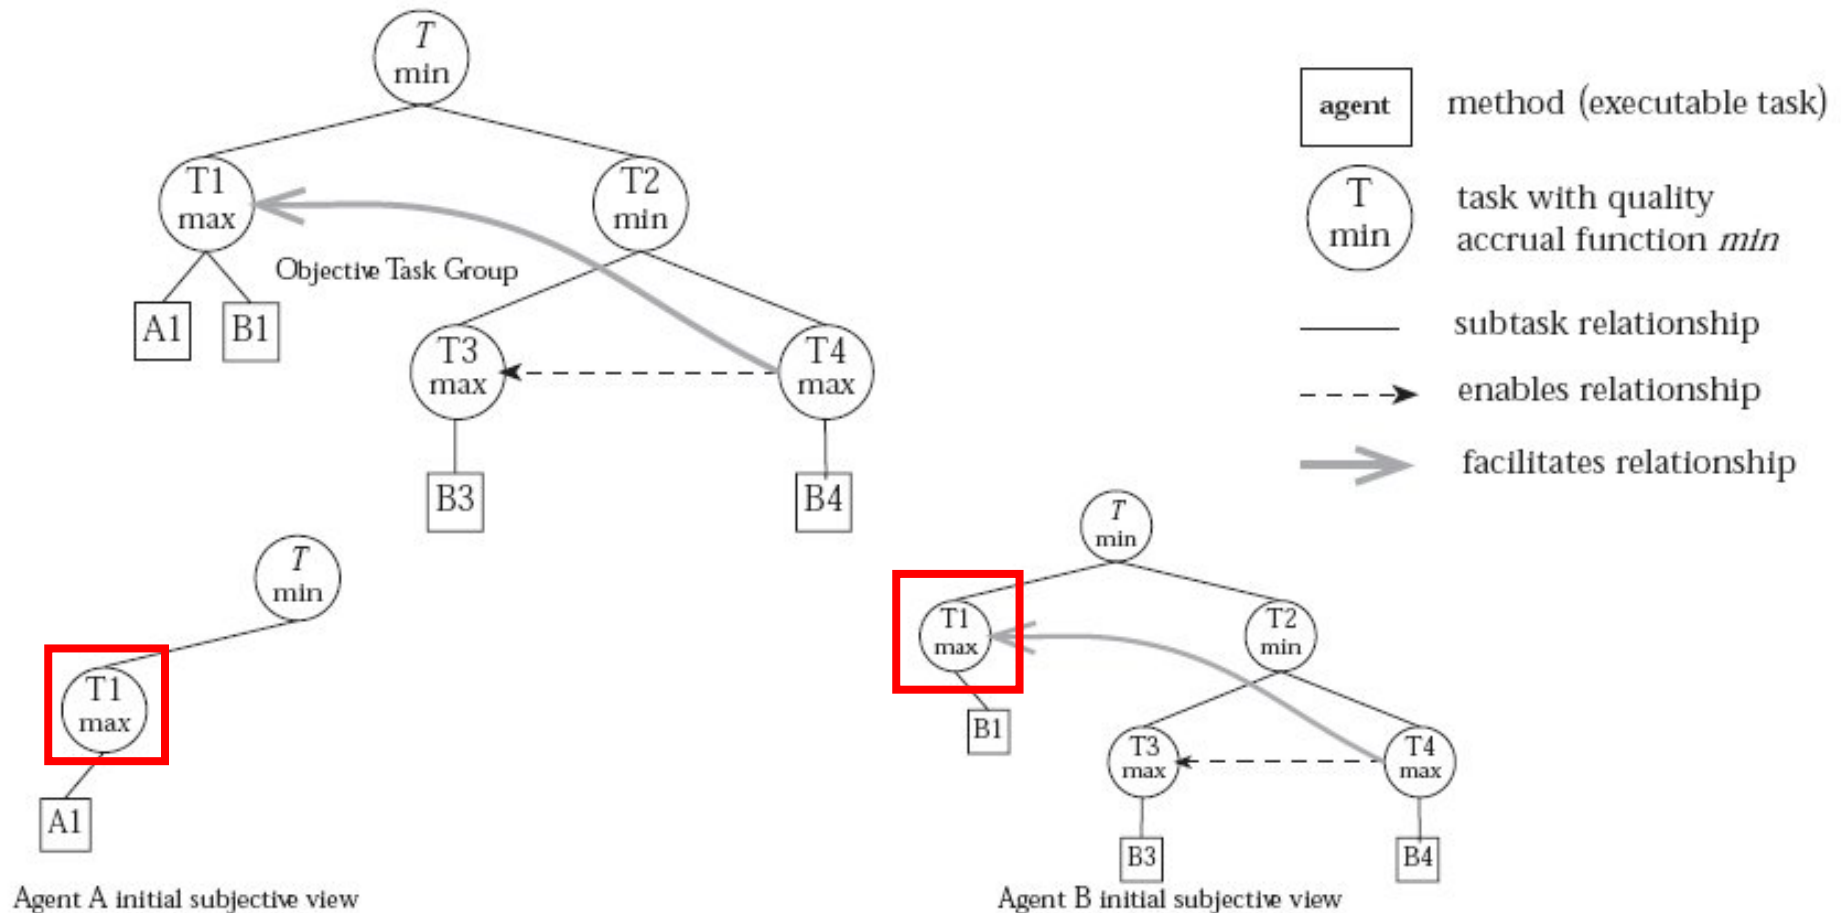 T
min
T1
max
T2
min
Objective Task Group
A1
B1
T3
max
T4
max
B3
B4
agent
method (executable task)
T
min
task with quality
accrual function min
subtask relationship
enables relationship
facilitates relationship
T
min
T1
max
A1
Agent A initial subjective view
T
min
T1
max
T2
min
B1
T3
max
T4
max
B3
B4
Agent B initial subjective view